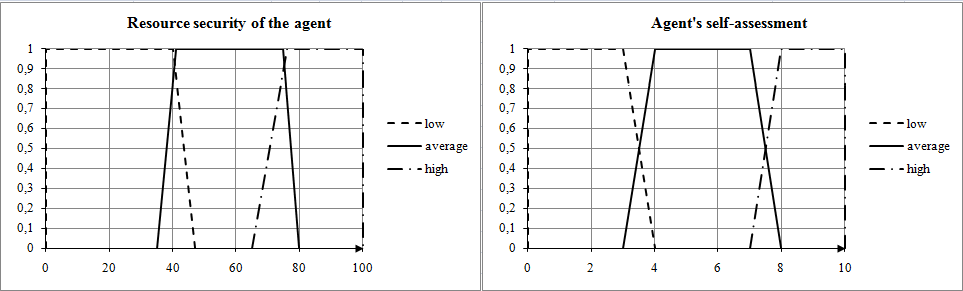 Resource security of the agent
1
0,9
0,8
0,7
0,6
0,5
0,4
0,3
0,2
0,1
0
0 20 40 60 80 100
low
average
high
Agent's self-assessment
1
0,9
0,8
0,7
0,6
0,5
0,4
0,3
0,2
0,1
0
0 2 4 6 8 10
low
average
high